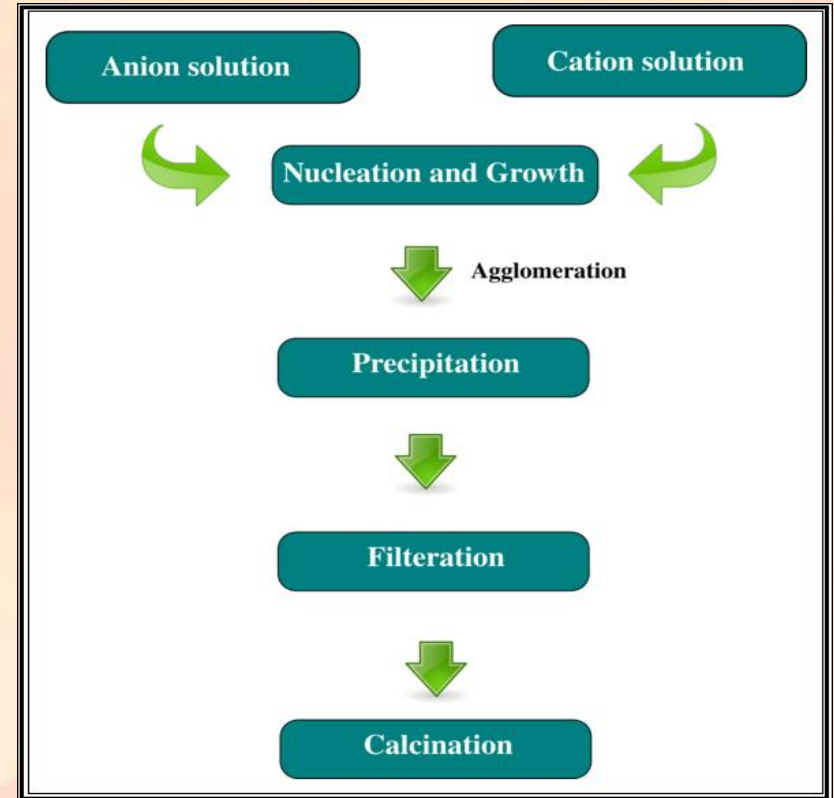 Anion solution
Cation solution
Nucleation and Growth
Agglomeration
Precipitation
Filteration
Calcination